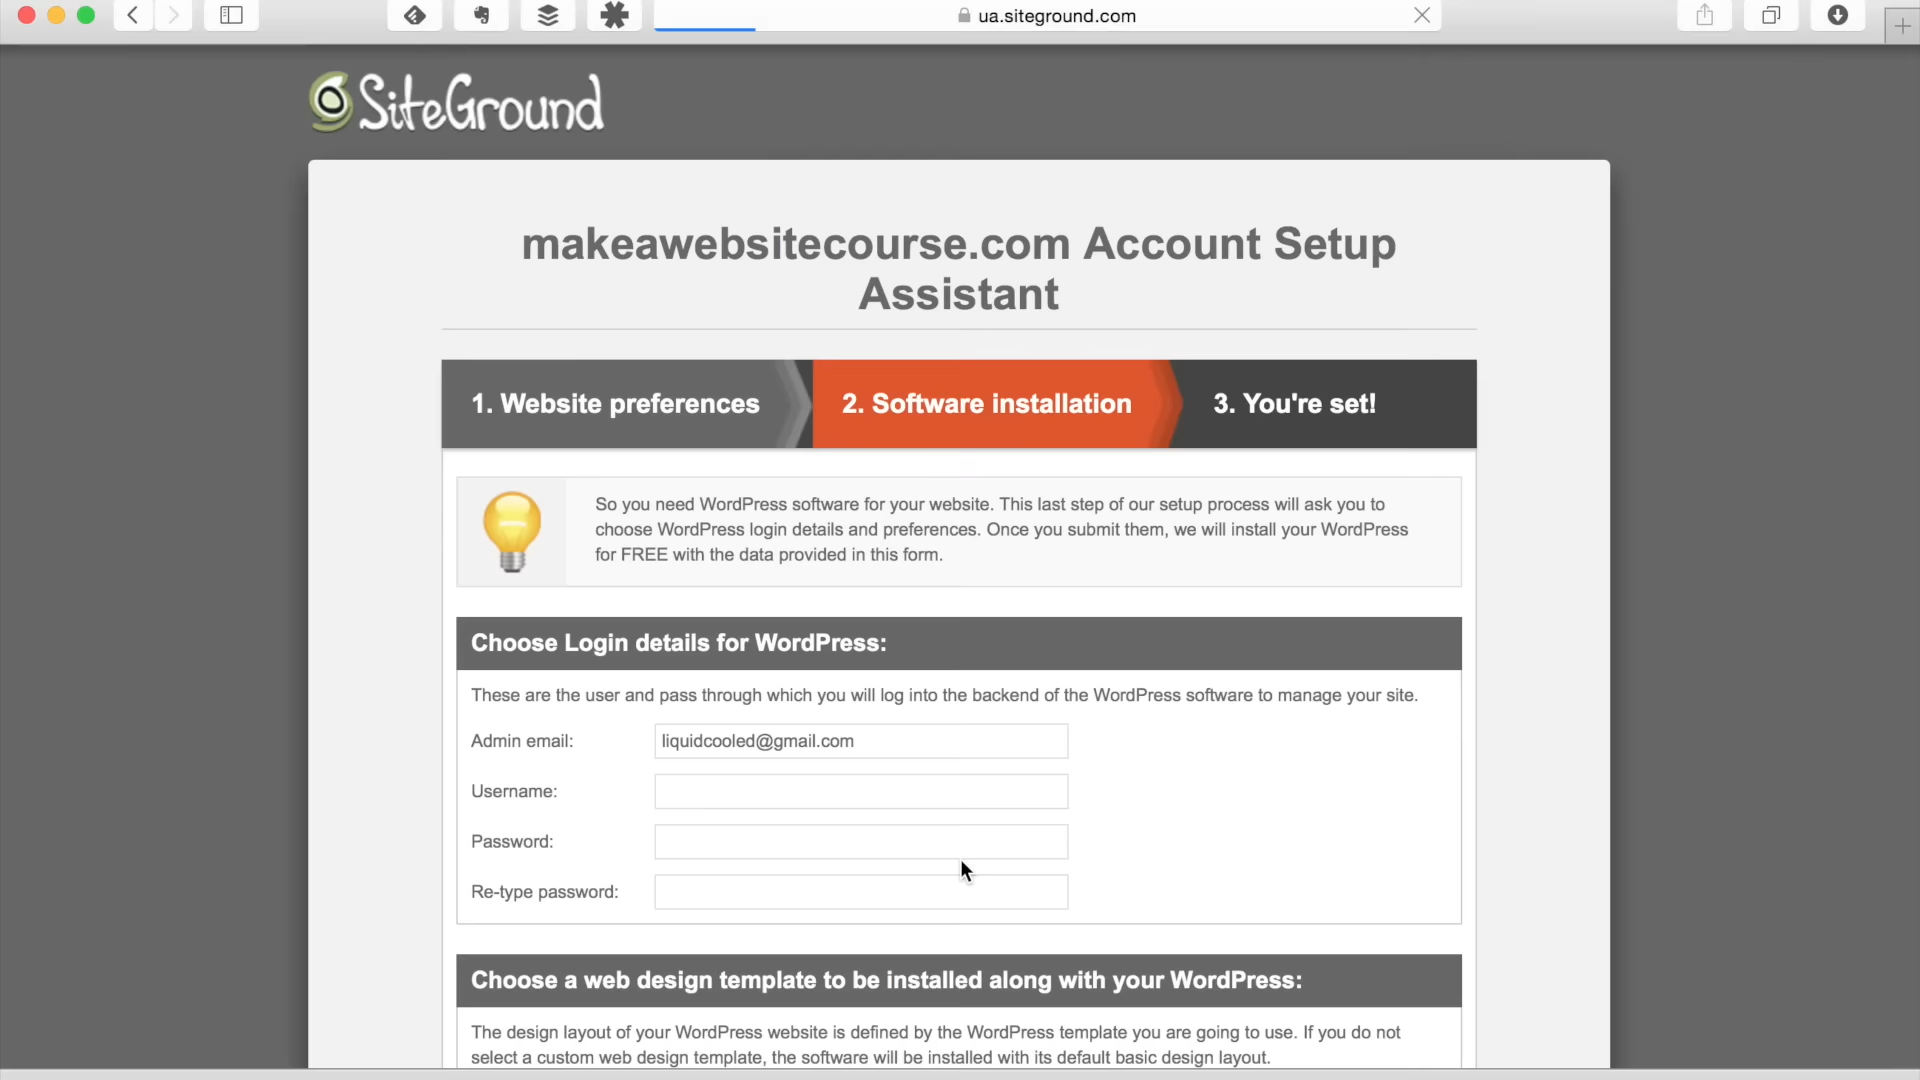 ua.siteground.com
SiteGround
makeawebsitecourse.com Account Setup
Assistant
1. Website preferences
2. Software installation
3. You're set!
So you need WordPress software for your website. This last step of our setup process will ask you to
choose WordPress login details and preferences. Once you submit them, we will install your WordPress
for FREE with the data provided in this form.
Choose Login details for WordPress:
These are the user and pass through which you will log into the backend of the WordPress software to manage your site.
Admin email: liquidcooled@gmail.com
Username:
Password:
Re-type password:
Choose a web design template to be installed along with your WordPress:
The design layout of your WordPress website is defined by the WordPress template you are going to use. If you do not
select a custom web design template, the software will be installed with its default basic design layout.